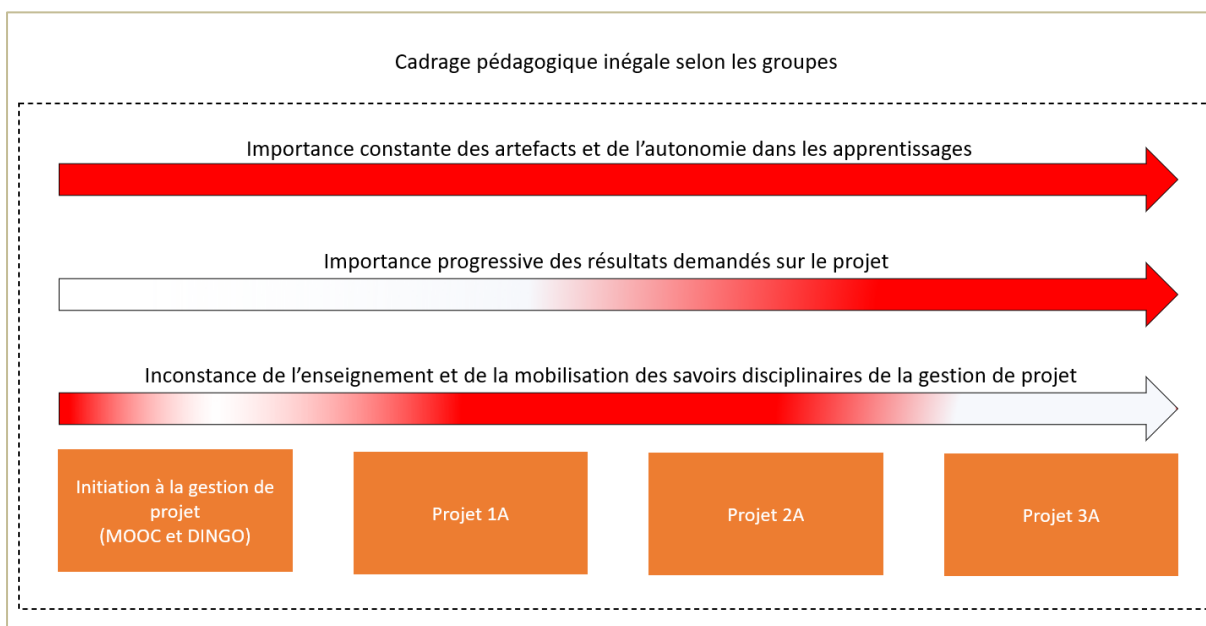 Cadrage pédagogique inégale selon les groupes
Importance constante des artefacts et de l’autonomie dans les apprentissages
Importance progressive des résultats demandés sur le projet
Inconstance de l’enseignement et de la mobilisation des savoirs disciplinaires de la gestion de projet
Initiation à la gestion de
projet
(MOOC et DINGO)
Projet 1A
Projet 2A
Projet 3A